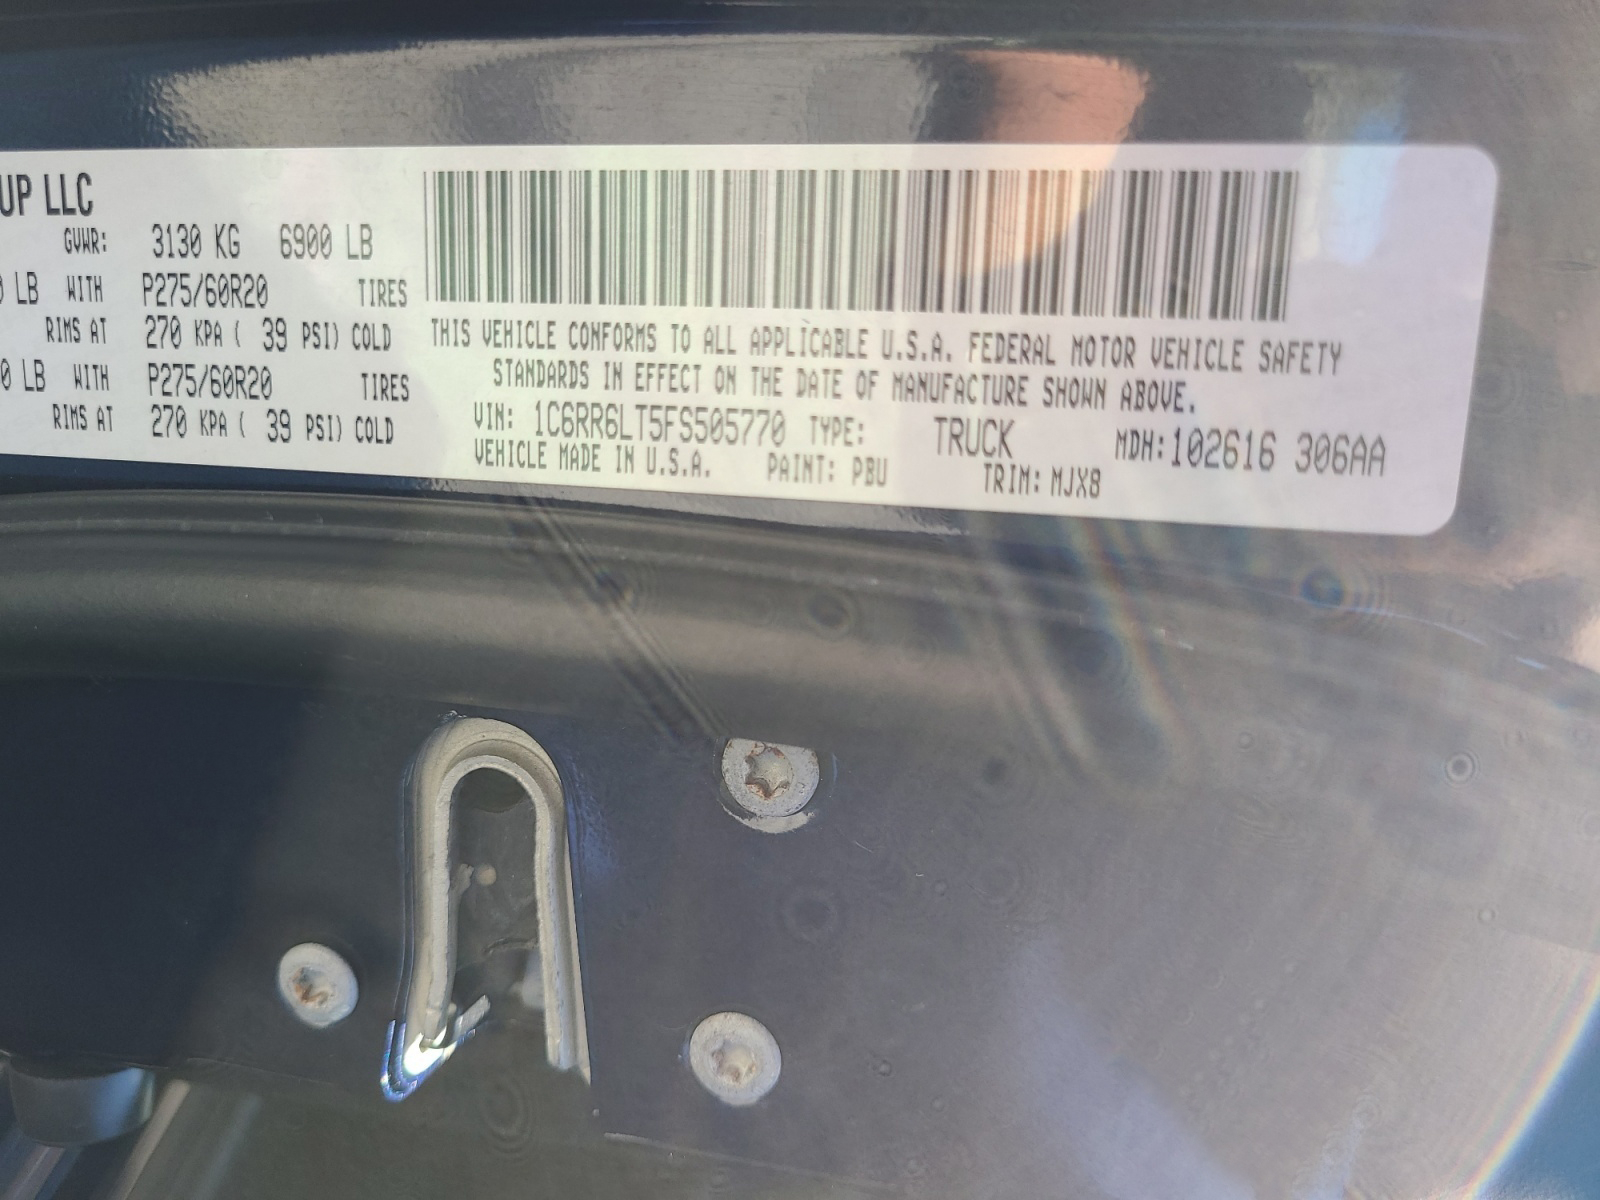 UP LLC
GVWR: 3130 KG 6900 LB
0 LB WITH P275/60R20 TIRES
RIMS AT 270 KPA ( 39 PSI) COLD
0 LB WITH P275/60R20 TIRES
RIMS AT 270 KPA ( 39 PSI) COLD
THIS VEHICLE CONFORMS TO ALL APPLICABLE U.S.A. FEDERAL MOTOR VEHICLE SAFETY
STANDARDS IN EFFECT ON THE DATE OF MANUFACTURE SHOWN ABOVE.
VIN: 1C6RR6LT5FS505770 TYPE: TRUCK MDH:102616 306AA
VEHICLE MADE IN U.S.A. PAINT: PBU TRIM: MJX8